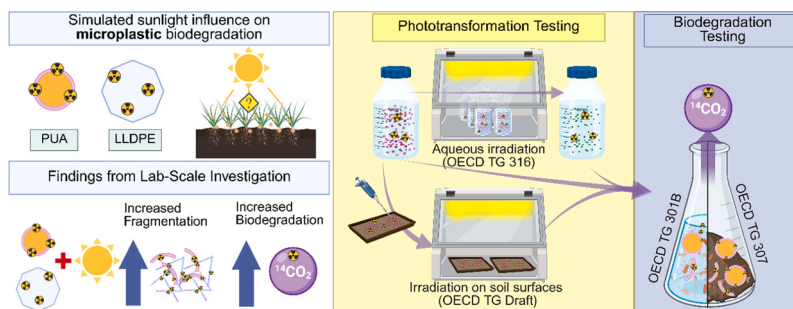 Simulated sunlight influence on
microplastic biodegradation
?
PUA
LLDPE
Findings from Lab-Scale Investigation
Increased
Fragmentation
Increased
Biodegradation
+
14CO₂
Phototransformation Testing
Aqueous irradiation
(OECD TG 316)
Irradiation on soil surfaces
(OECD TG Draft)
Biodegradation
Testing
14CO₂
OECD TG 301B
OECD TG 307